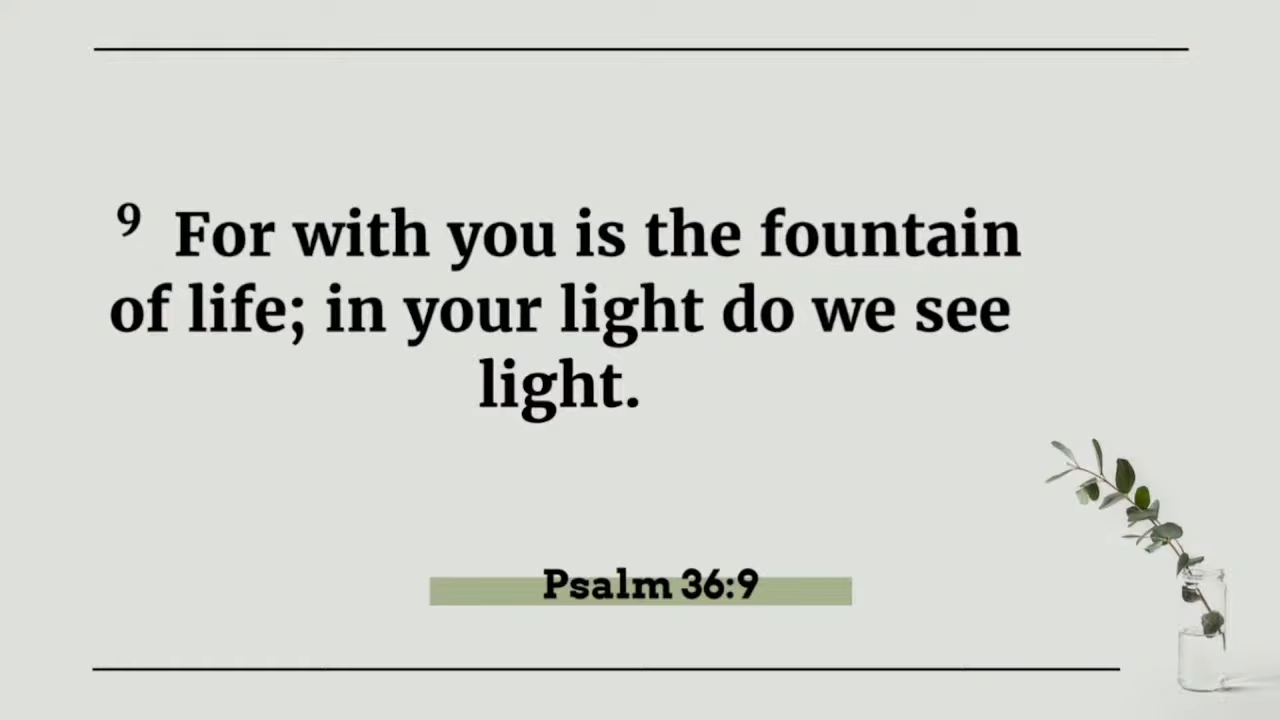 9 For with you is the fountain
of life; in your light do we see
light.
Psalm 36:9